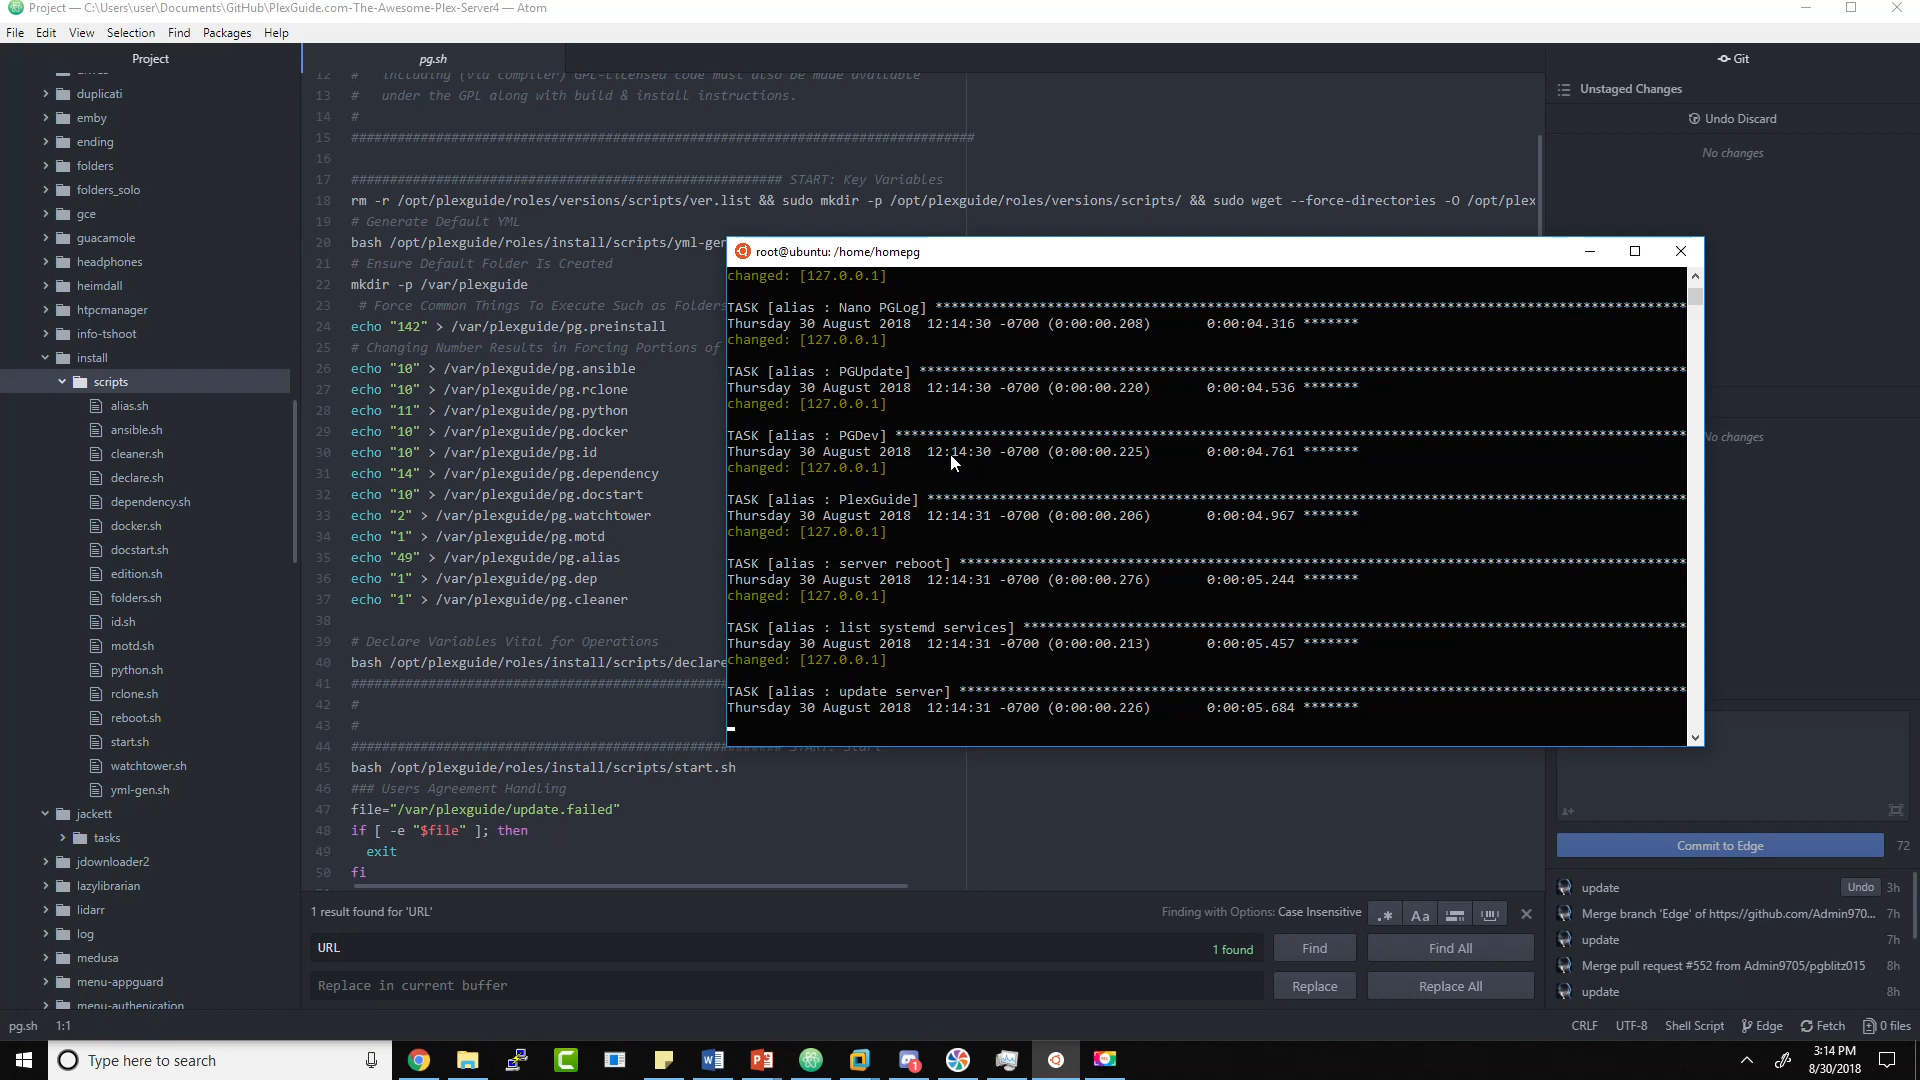 Project — C:\Users\user\Documents\GitHub\PlexGuide.com-The-Awesome-Plex-Server4 — Atom
File Edit View Selection Find Packages Help
Project
duplicati
emby
ending
folders
folders_solo
gce
guacamole
headphones
heimdall
htpcmanager
info-tshoot
install
scripts
alias.sh
ansible.sh
cleaner.sh
declare.sh
dependency.sh
docker.sh
docstart.sh
edition.sh
folders.sh
id.sh
motd.sh
python.sh
rclone.sh
reboot.sh
start.sh
watchtower.sh
yml-gen.sh
jackett
tasks
jdownloader2
lazylibrarian
lidarr
log
medusa
menu-appguard
menu-authenication
pg.sh
12 # including (via compiler) GPL-licensed code must also be made available
13 # under the GPL along with build & install instructions.
14 #
15 #################################################################################
16
17 ######################################################## START: Key Variables
18 rm -r /opt/plexguide/roles/versions/scripts/ver.list && sudo mkdir -p /opt/plexguide/roles/versions/scripts/ && sudo wget --force-directories -O /opt/plex
19 # Generate Default YML
20 bash /opt/plexguide/roles/install/scripts/yml-gen
21 # Ensure Default Folder Is Created
22 mkdir -p /var/plexguide
23 # Force Common Things To Execute Such as Folders
24 echo "142" > /var/plexguide/pg.preinstall
25 # Changing Number Results in Forcing Portions of
26 echo "10" > /var/plexguide/pg.ansible
27 echo "10" > /var/plexguide/pg.rclone
28 echo "11" > /var/plexguide/pg.python
29 echo "10" > /var/plexguide/pg.docker
30 echo "10" > /var/plexguide/pg.id
31 echo "14" > /var/plexguide/pg.dependency
32 echo "10" > /var/plexguide/pg.docstart
33 echo "2" > /var/plexguide/pg.watchtower
34 echo "1" > /var/plexguide/pg.motd
35 echo "49" > /var/plexguide/pg.alias
36 echo "1" > /var/plexguide/pg.dep
37 echo "1" > /var/plexguide/pg.cleaner
38
39 # Declare Variables Vital for Operations
40 bash /opt/plexguide/roles/install/scripts/declare
41 #################################################
42 #
43 #
44 ######################################################## START: Start
45 bash /opt/plexguide/roles/install/scripts/start.sh
46 ### Users Agreement Handling
47 file="/var/plexguide/update.failed"
48 if [ -e "$file" ]; then
49 exit
50 fi
root@ubuntu: /home/homepg
changed: [127.0.0.1]
TASK [alias : Nano PGLog] ***********************************************************************************************
Thursday 30 August 2018 12:14:30 -0700 (0:00:00.208) 0:00:04.316 *******
changed: [127.0.0.1]
TASK [alias : PGUpdate] *************************************************************************************************
Thursday 30 August 2018 12:14:30 -0700 (0:00:00.220) 0:00:04.536 *******
changed: [127.0.0.1]
TASK [alias : PGDev] ****************************************************************************************************
Thursday 30 August 2018 12:14:30 -0700 (0:00:00.225) 0:00:04.761 *******
changed: [127.0.0.1]
TASK [alias : PlexGuide] ************************************************************************************************
Thursday 30 August 2018 12:14:31 -0700 (0:00:00.206) 0:00:04.967 *******
changed: [127.0.0.1]
TASK [alias : server reboot] ********************************************************************************************
Thursday 30 August 2018 12:14:31 -0700 (0:00:00.276) 0:00:05.244 *******
changed: [127.0.0.1]
TASK [alias : list systemd services] ************************************************************************************
Thursday 30 August 2018 12:14:31 -0700 (0:00:00.213) 0:00:05.457 *******
changed: [127.0.0.1]
TASK [alias : update server] ********************************************************************************************
Thursday 30 August 2018 12:14:31 -0700 (0:00:00.226) 0:00:05.684 *******
Git
Unstaged Changes
Undo Discard
No changes
No changes
Commit to Edge 72
update Undo 3h
Merge branch 'Edge' of https://github.com/Admin970... 7h
update 7h
Merge pull request #552 from Admin9705/pgblitz015 8h
update 8h
1 result found for 'URL' Finding with Options: Case Insensitive .* Aa
URL 1 found Find Find All
Replace in current buffer Replace Replace All
pg.sh 1:1 CRLF UTF-8 Shell Script Edge Fetch 0 files
Type here to search
3:14 PM
8/30/2018